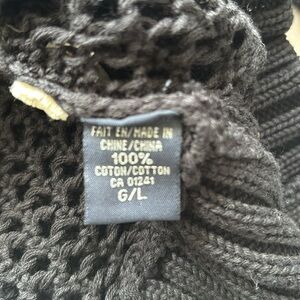 FAIT EN/MADE IN
CHINE/CHINA
100%
COTON/COTTON
CA 01241
G/L